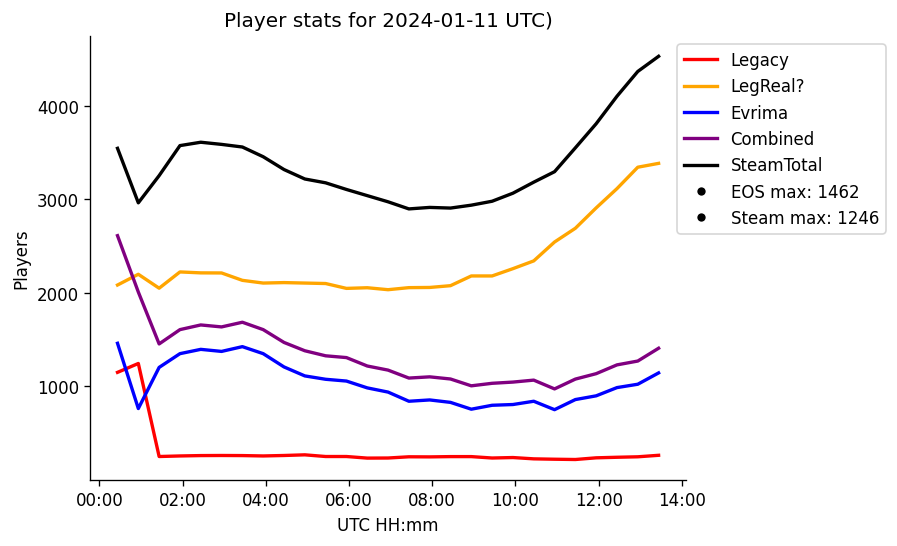 Player stats for 2024-01-11 UTC)
Players
4000
3000
2000
1000
00:00 02:00 04:00 06:00 08:00 10:00 12:00 14:00
UTC HH:mm
Legacy
LegReal?
Evrima
Combined
SteamTotal
EOS max: 1462
Steam max: 1246